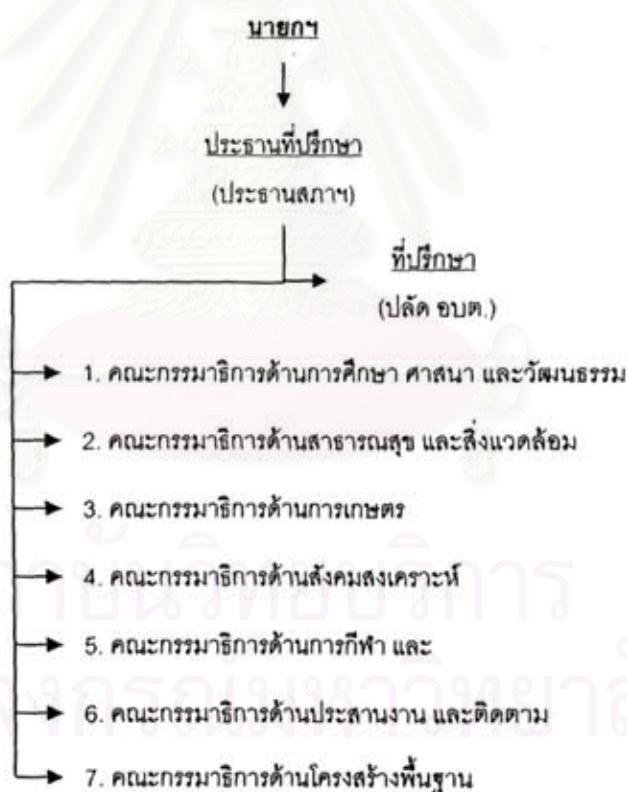 นายกฯ
ประธานที่ปรึกษา
(ประธานสภาฯ)
ที่ปรึกษา
(ปลัด อบต.)
1. คณะกรรมาธิการด้านการศึกษา ศาสนา และวัฒนธรรม
2. คณะกรรมาธิการด้านสาธารณสุข และสิ่งแวดล้อม
3. คณะกรรมาธิการด้านการเกษตร
4. คณะกรรมาธิการด้านสังคมสงเคราะห์
5. คณะกรรมาธิการด้านการกีฬา และ
6. คณะกรรมาธิการด้านประสานงาน และติดตาม
7. คณะกรรมาธิการด้านโครงสร้างพื้นฐาน